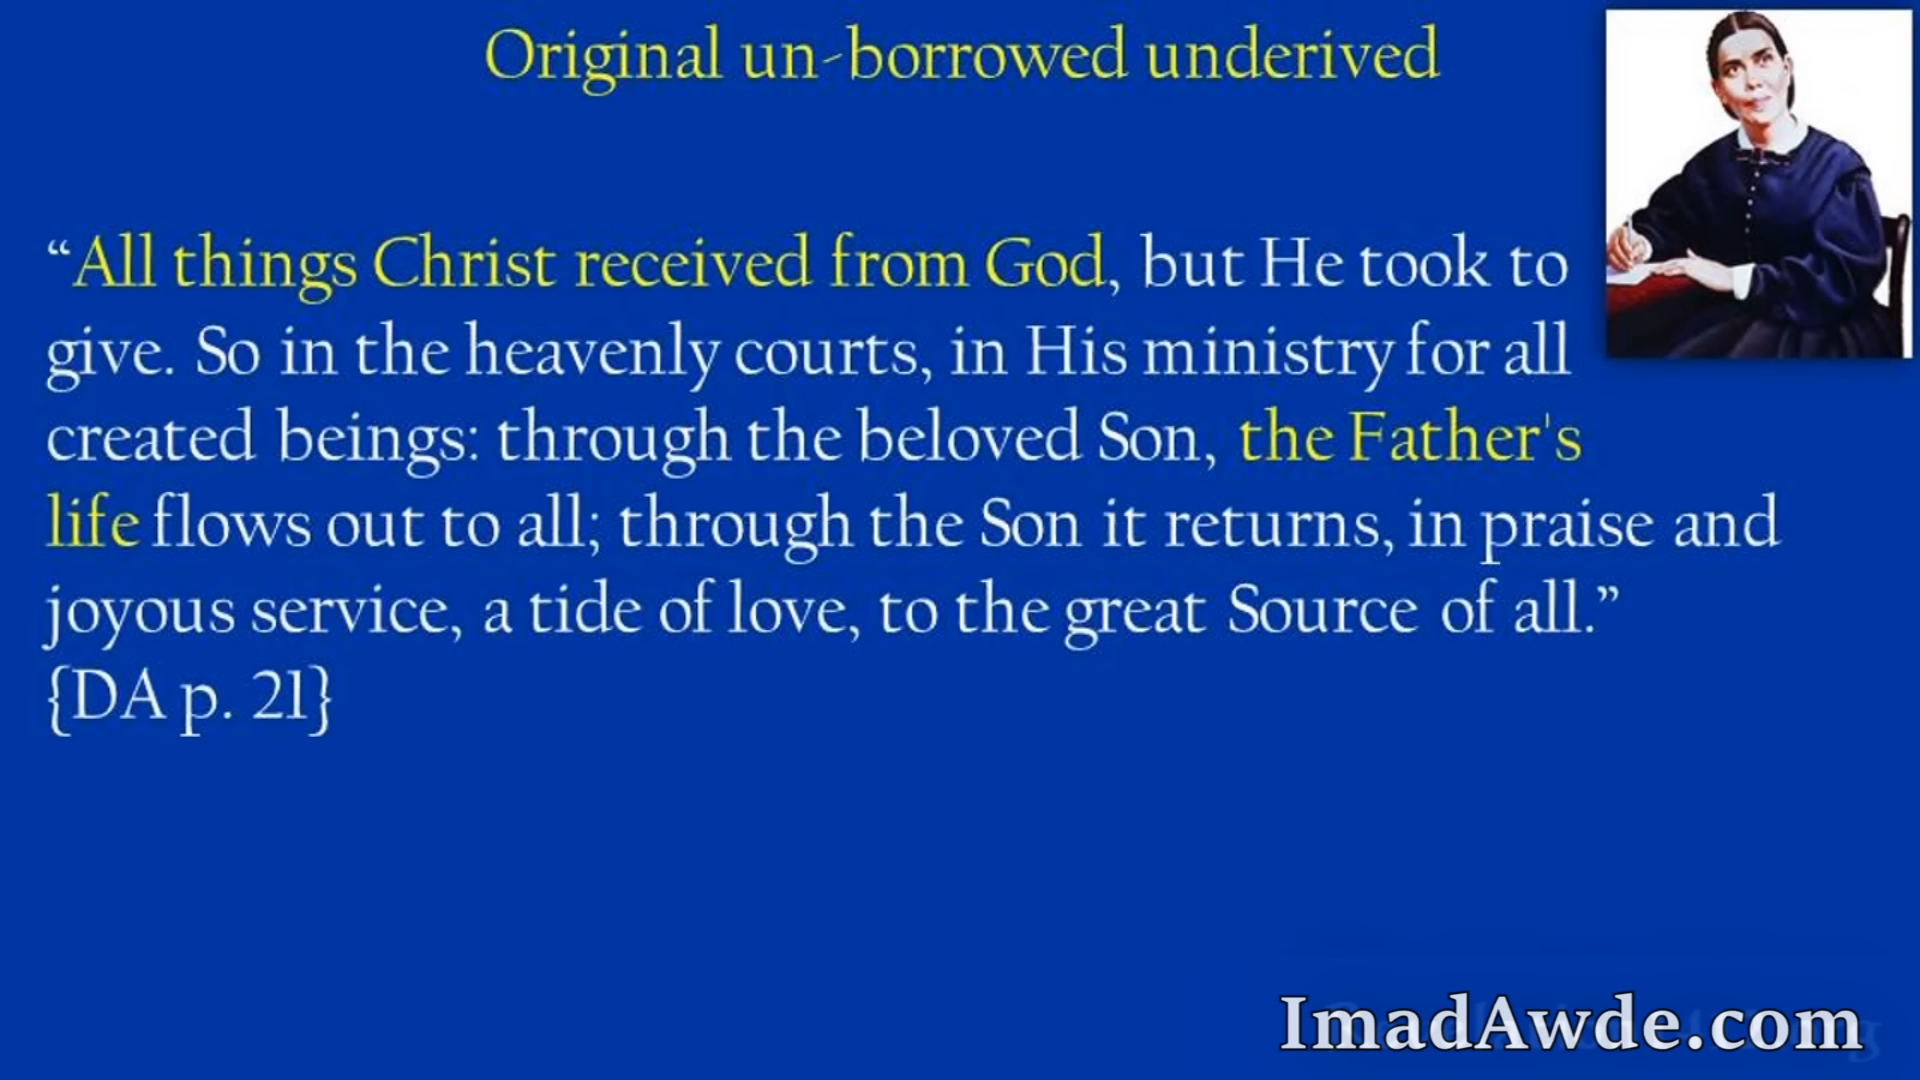 Original un-borrowed underived
“All things Christ received from God, but He took to
give. So in the heavenly courts, in His ministry for all
created beings: through the beloved Son, the Father's
life flows out to all; through the Son it returns, in praise and
joyous service, a tide of love, to the great Source of all.”
{DA p. 21}
ImadAwde.com